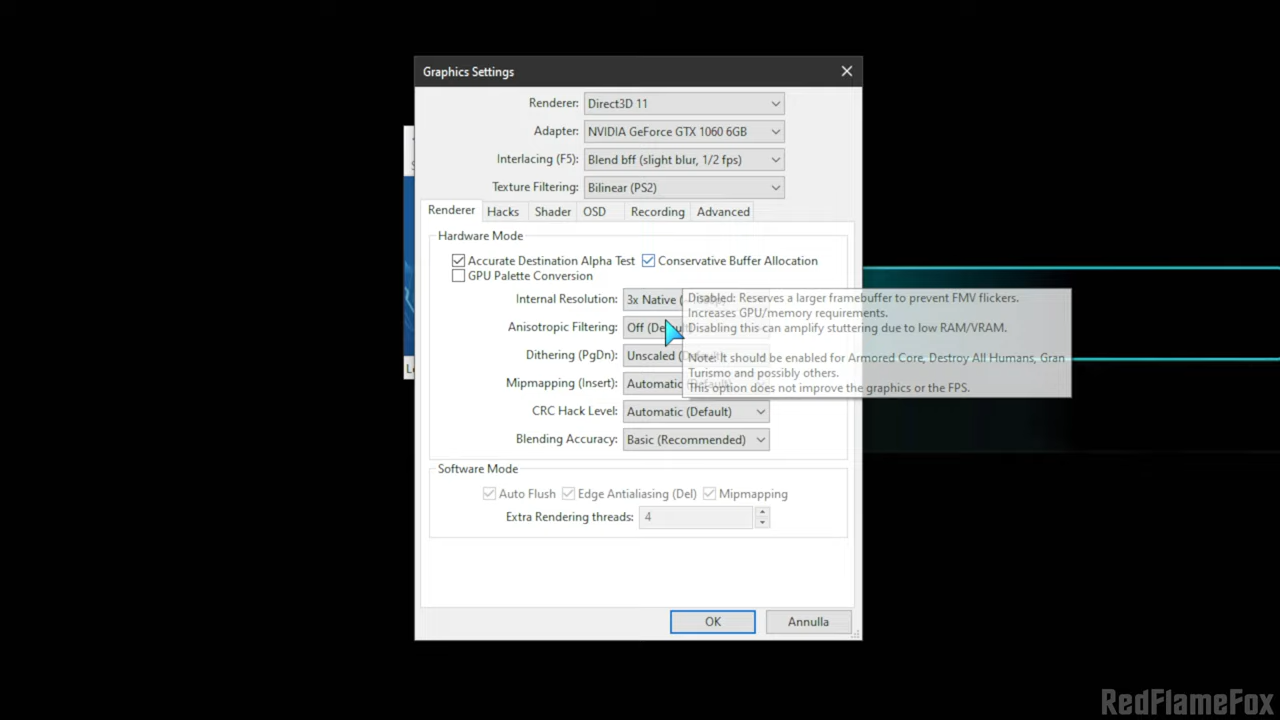 Graphics Settings
Renderer: Direct3D 11
Adapter: NVIDIA GeForce GTX 1060 6GB
Interlacing (F5): Blend bff (slight blur, 1/2 fps)
Texture Filtering: Bilinear (PS2)
Renderer Hacks Shader OSD Recording Advanced
Hardware Mode
Accurate Destination Alpha Test Conservative Buffer Allocation
GPU Palette Conversion
Internal Resolution: 3x Native (
Disabled: Reserves a larger framebuffer to prevent FMV flickers.
Increases GPU/memory requirements.
Anisotropic Filtering: Off (Default
Disabling this can amplify stuttering due to low RAM/VRAM.
Dithering (PgDn): Unscaled (
Note: It should be enabled for Armored Core, Destroy All Humans, Gran
Turismo and possibly others.
Mipmapping (Insert): Automatic
This option does not improve the graphics or the FPS.
CRC Hack Level: Automatic (Default)
Blending Accuracy: Basic (Recommended)
Software Mode
Auto Flush Edge Antialiasing (Del) Mipmapping
Extra Rendering threads: 4
OK Annulla
RedFlameFox